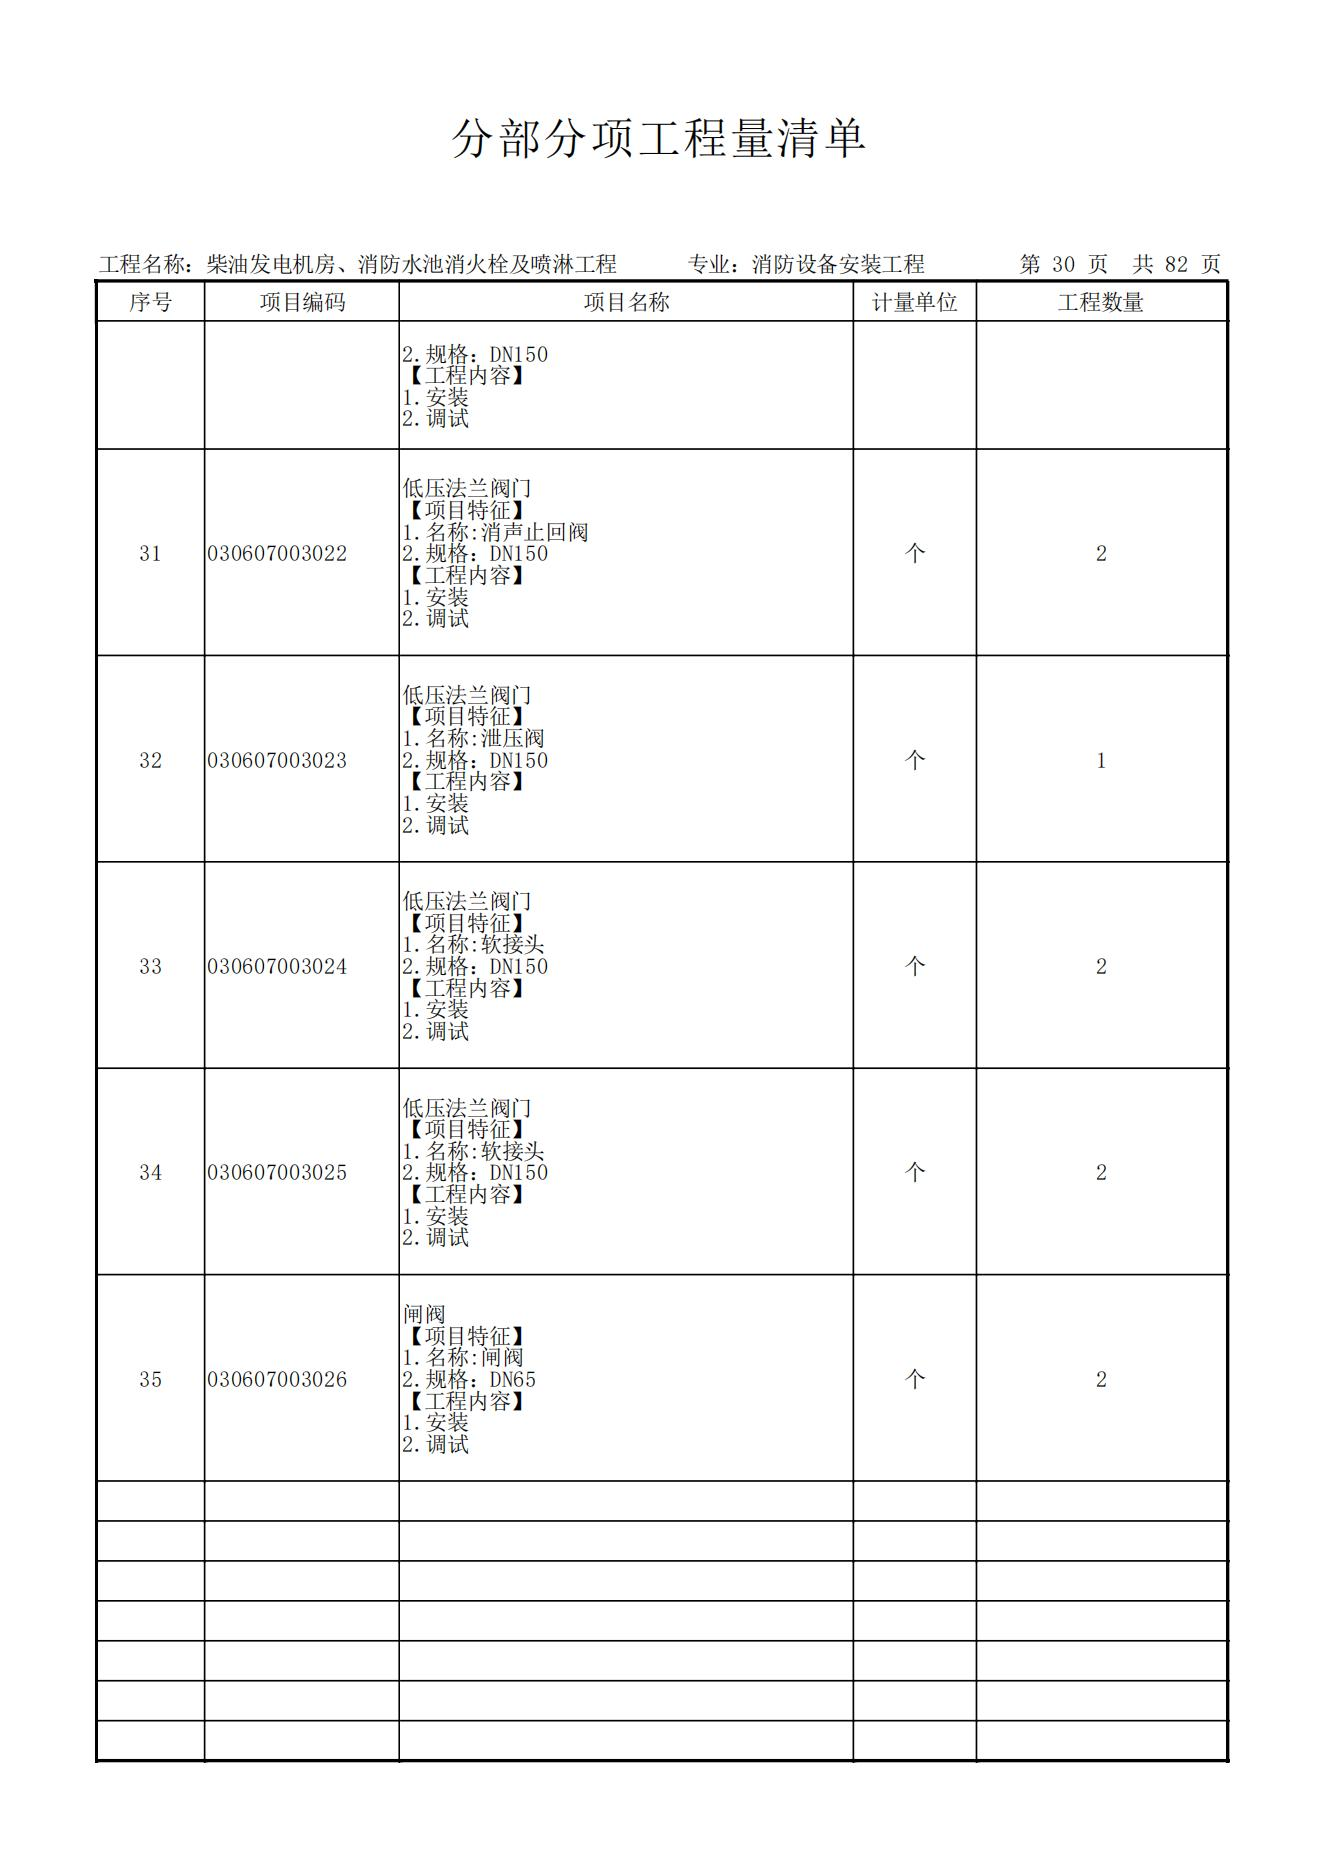 分部分项工程量清单
工程名称：柴油发电机房、消防水池消火栓及喷淋工程 专业：消防设备安装工程 第 30 页 共 82 页
序号 项目编码 项目名称 计量单位 工程数量
2.规格：DN150
【工程内容】
1.安装
2.调试
低压法兰阀门
【项目特征】
1.名称:消声止回阀
31 030607003022 2.规格：DN150 个 2
【工程内容】
1.安装
2.调试
低压法兰阀门
【项目特征】
1.名称:泄压阀
32 030607003023 2.规格：DN150 个 1
【工程内容】
1.安装
2.调试
低压法兰阀门
【项目特征】
1.名称:软接头
33 030607003024 2.规格：DN150 个 2
【工程内容】
1.安装
2.调试
低压法兰阀门
【项目特征】
1.名称:软接头
34 030607003025 2.规格：DN150 个 2
【工程内容】
1.安装
2.调试
闸阀
【项目特征】
1.名称:闸阀
35 030607003026 2.规格：DN65 个 2
【工程内容】
1.安装
2.调试